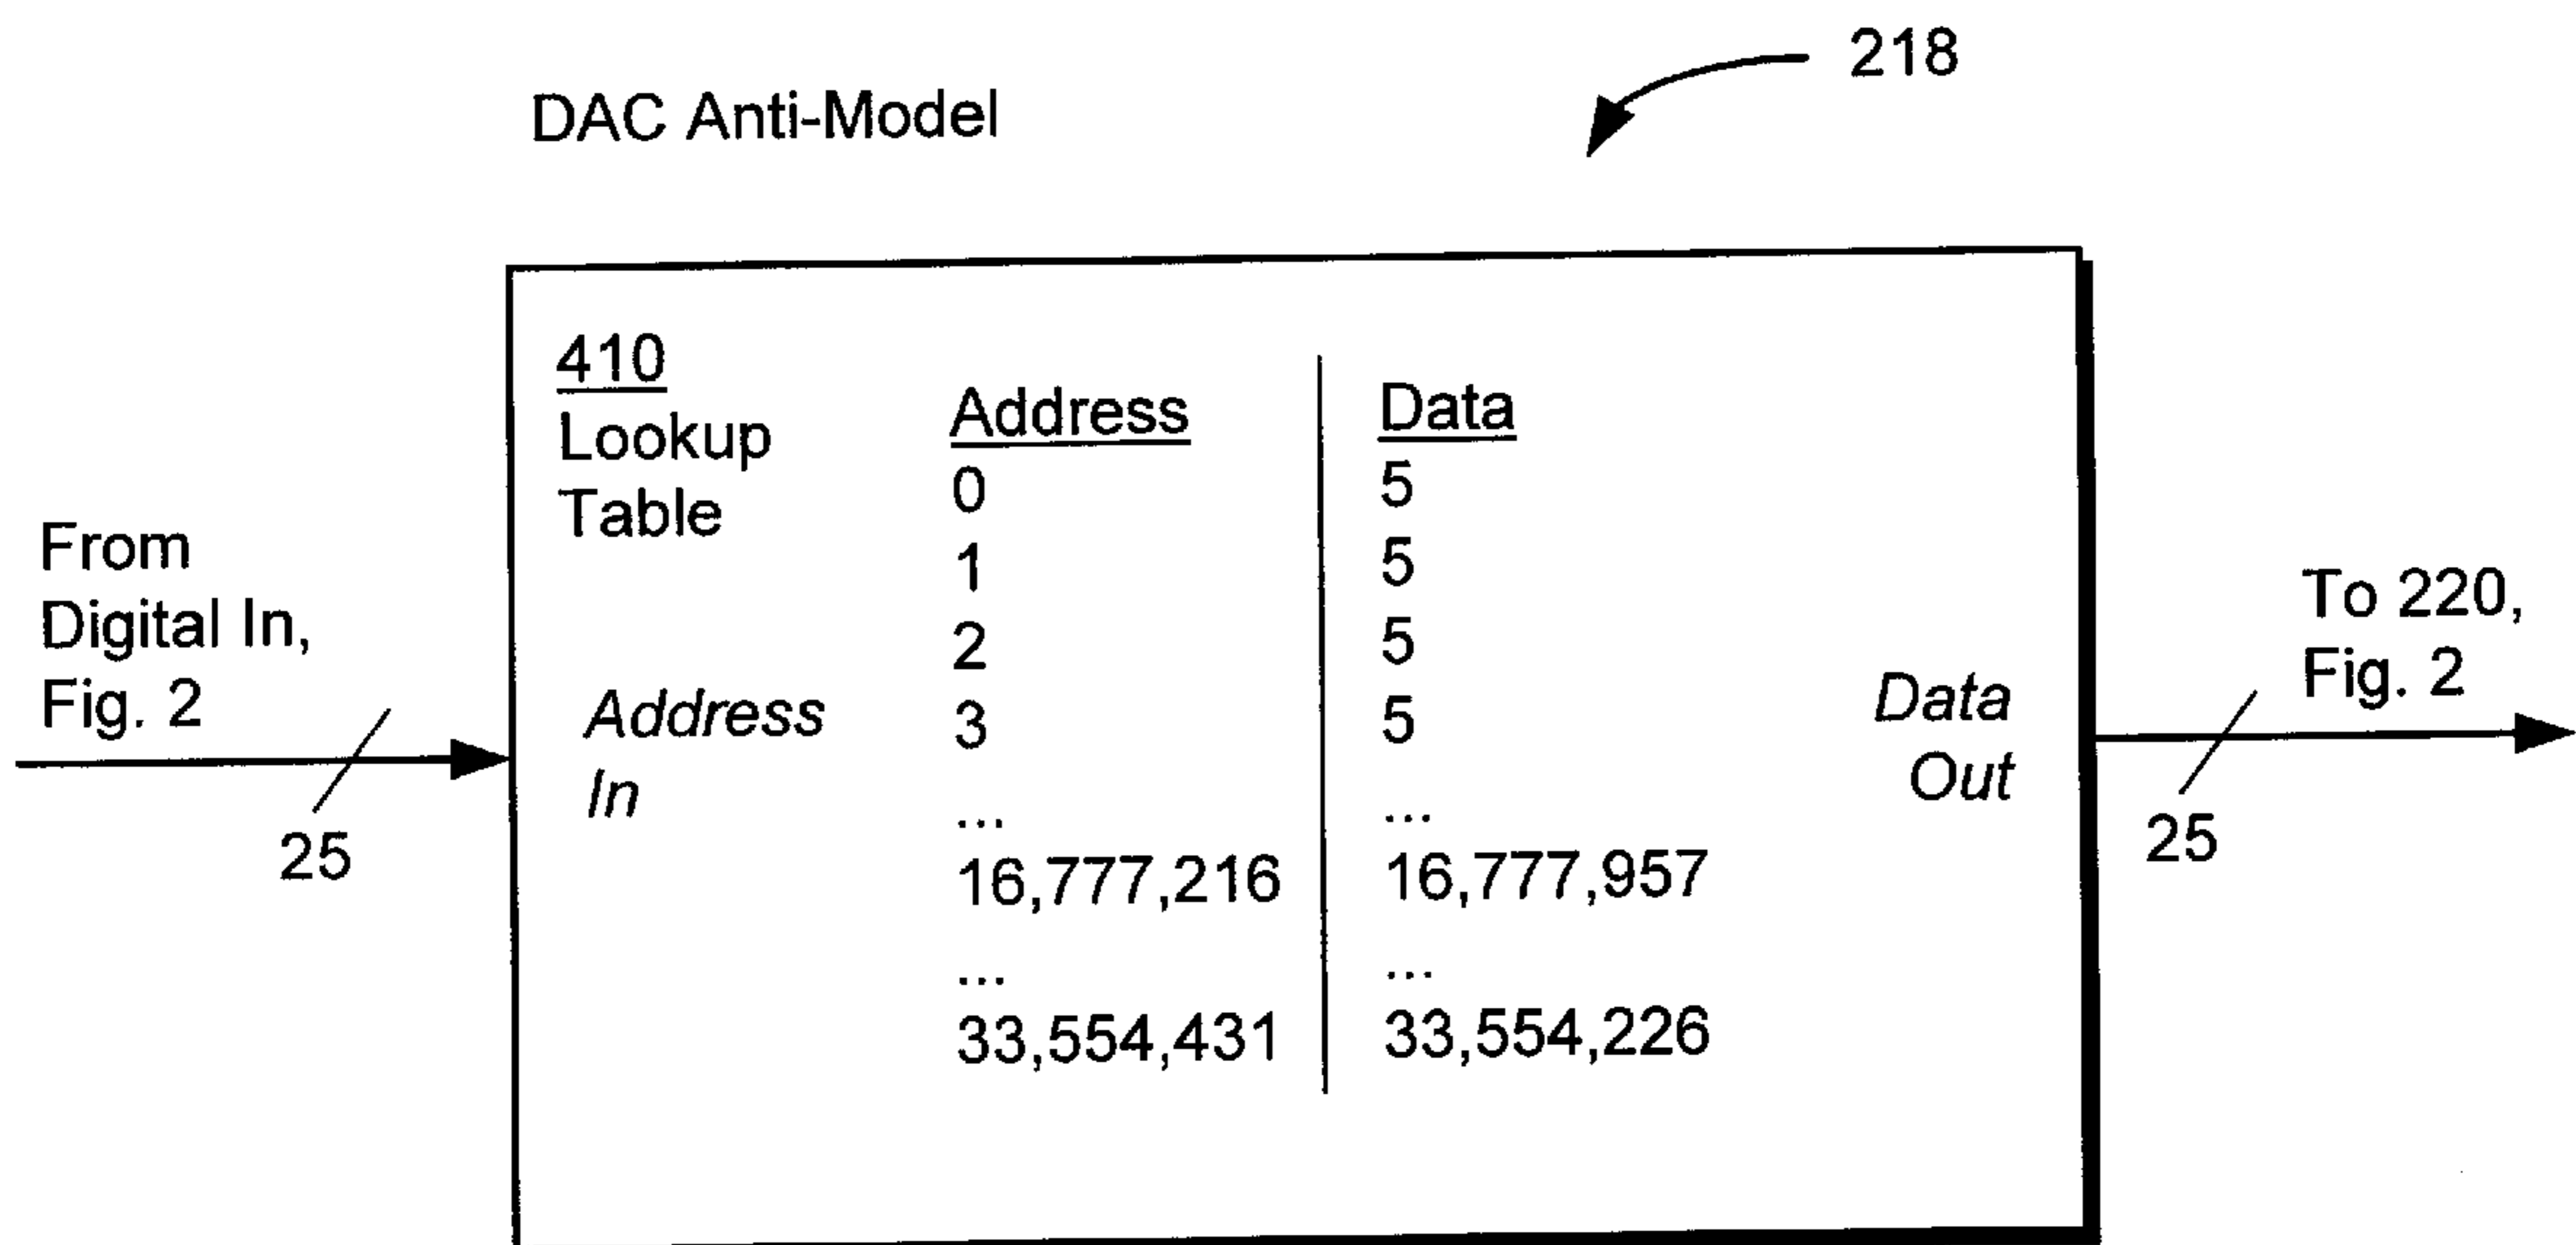 218
DAC Anti-Model
410
Lookup
Table
Address Data
0 5
1 5
2 5
3 5
... ...
16,777,216 16,777,957
... ...
33,554,431 33,554,226
From
Digital In,
Fig. 2
25
Address
In
Data
Out
To 220,
Fig. 2
25